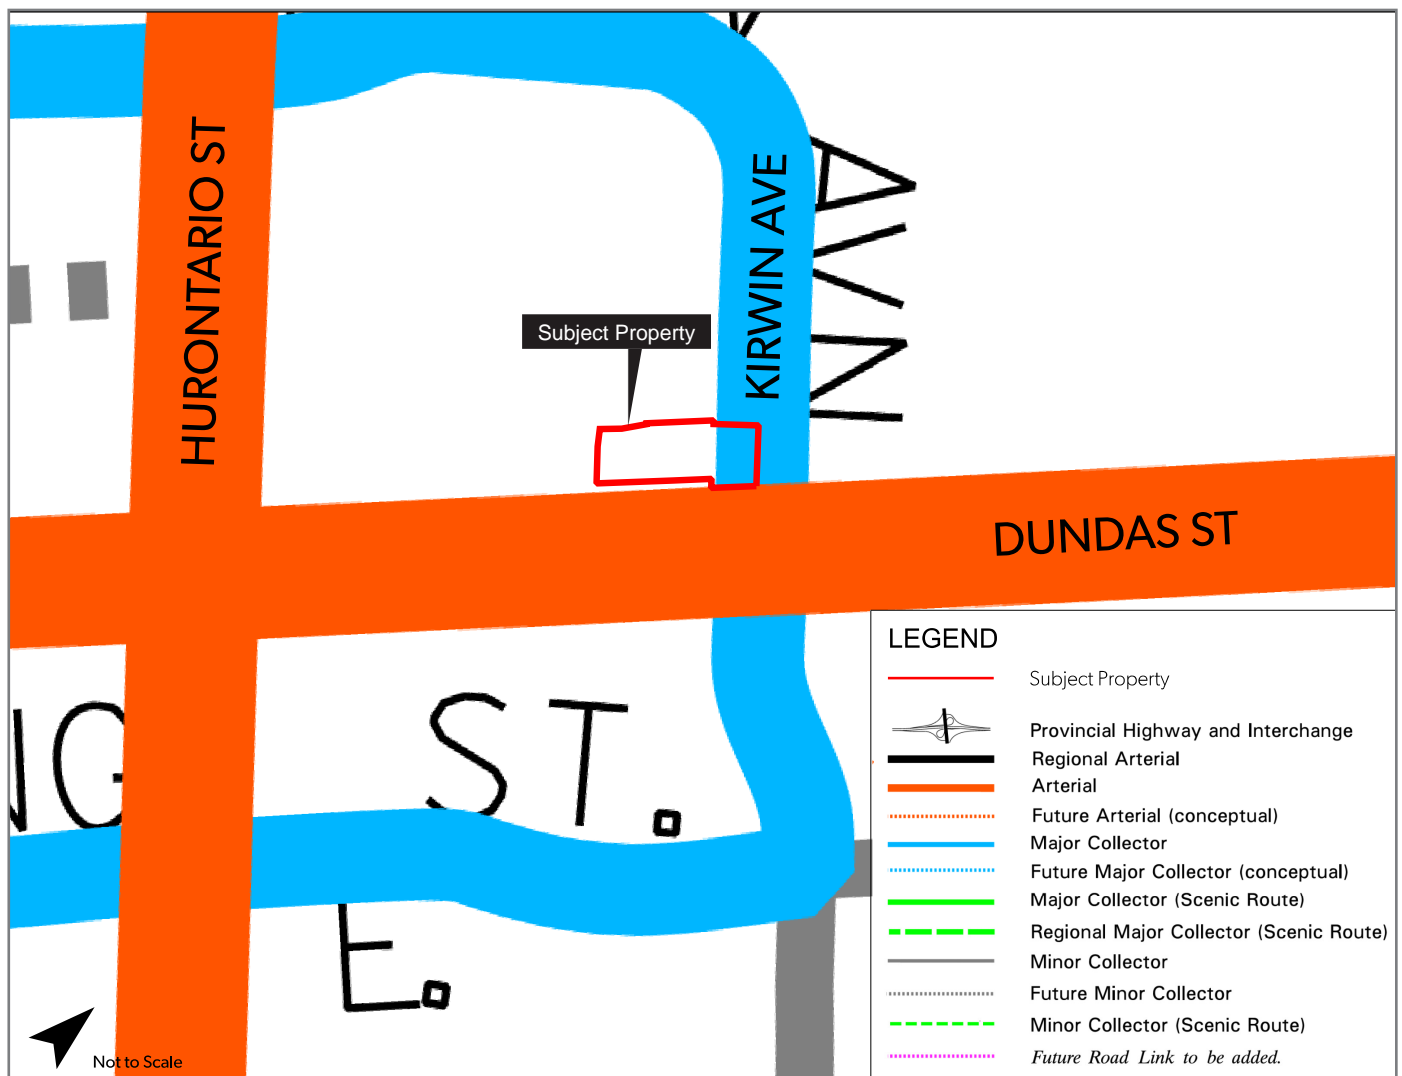 HURONTARIO ST
KIRWIN AVE
Subject Property
DUNDAS ST
NG
ST.
E.
Not to Scale
LEGEND
Subject Property
Provincial Highway and Interchange
Regional Arterial
Arterial
Future Arterial (conceptual)
Major Collector
Future Major Collector (conceptual)
Major Collector (Scenic Route)
Regional Major Collector (Scenic Route)
Minor Collector
Future Minor Collector
Minor Collector (Scenic Route)
Future Road Link to be added.